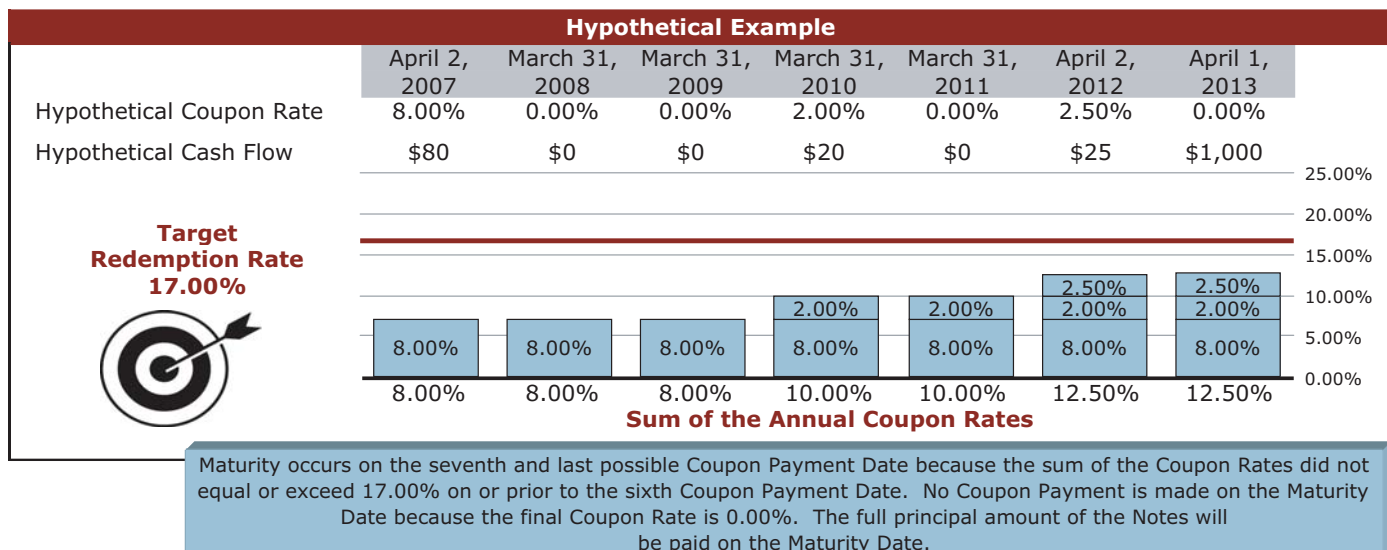 Hypothetical Example
April 2, 2007 March 31, 2008 March 31, 2009 March 31, 2010 March 31, 2011 April 2, 2012 April 1, 2013
Hypothetical Coupon Rate 8.00% 0.00% 0.00% 2.00% 0.00% 2.50% 0.00%
Hypothetical Cash Flow $80 $0 $0 $20 $0 $25 $1,000
25.00%
20.00%
Target
Redemption Rate
17.00%
15.00%
2.50% 2.50%
10.00%
2.00% 2.00% 2.00% 2.00%
5.00%
8.00% 8.00% 8.00% 8.00% 8.00% 8.00% 8.00%
0.00%
8.00% 8.00% 8.00% 10.00% 10.00% 12.50% 12.50%
Sum of the Annual Coupon Rates
Maturity occurs on the seventh and last possible Coupon Payment Date because the sum of the Coupon Rates did not
equal or exceed 17.00% on or prior to the sixth Coupon Payment Date. No Coupon Payment is made on the Maturity
Date because the final Coupon Rate is 0.00%. The full principal amount of the Notes will
be paid on the Maturity Date.